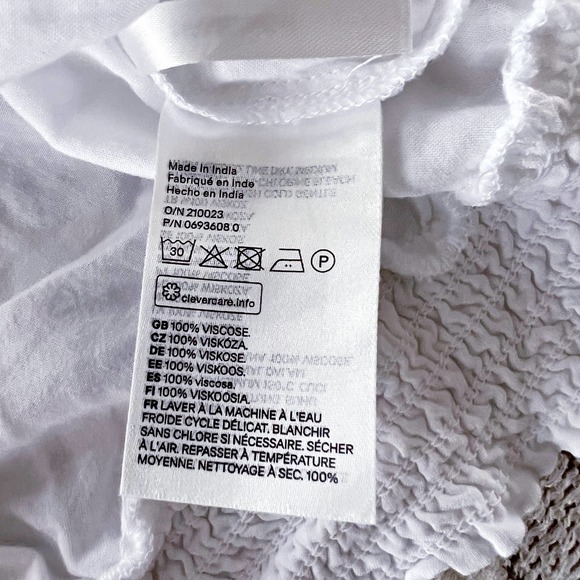 Made in India
Fabriqué en Inde
Hecho en India
O/N 210023
P/N 0693608 0
30 P
clevercare.info
GB 100% VISCOSE.
CZ 100% VISKÓZA.
DE 100% VISKOSE.
EE 100% VISKOOS.
ES 100% viscosa.
FI 100% VISKOOSIA.
FR LAVER À LA MACHINE À L'EAU
FROIDE CYCLE DÉLICAT. BLANCHIR
SANS CHLORE SI NÉCESSAIRE. SÉCHER
À L'AIR. REPASSER À TEMPÉRATURE
MOYENNE. NETTOYAGE À SEC. 100%